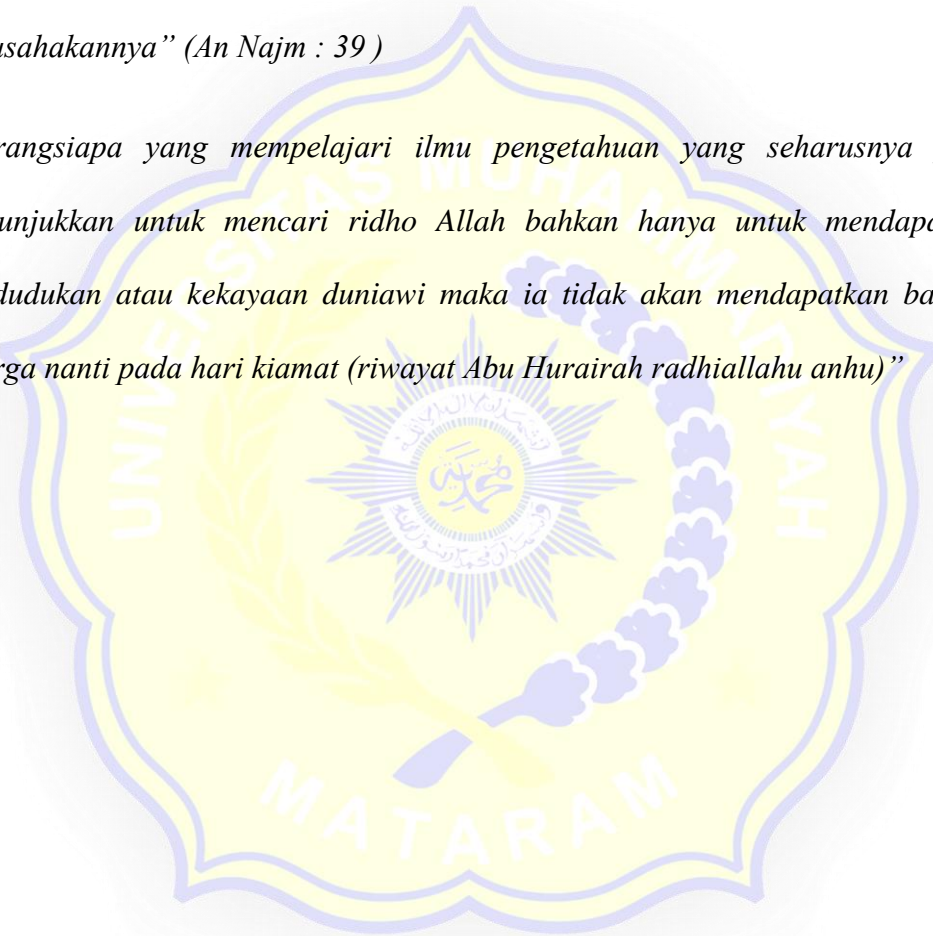 usahakannya” (An Najm : 39 )
rangsiapa yang mempelajari ilmu pengetahuan yang seharusnya
unjukkan untuk mencari ridho Allah bahkan hanya untuk mendapa
dudukan atau kekayaan duniawi maka ia tidak akan mendapatkan ba
rga nanti pada hari kiamat (riwayat Abu Hurairah radhiallahu anhu)”
UNIVERSITAS MUHAMMADIYAH
MATARAM